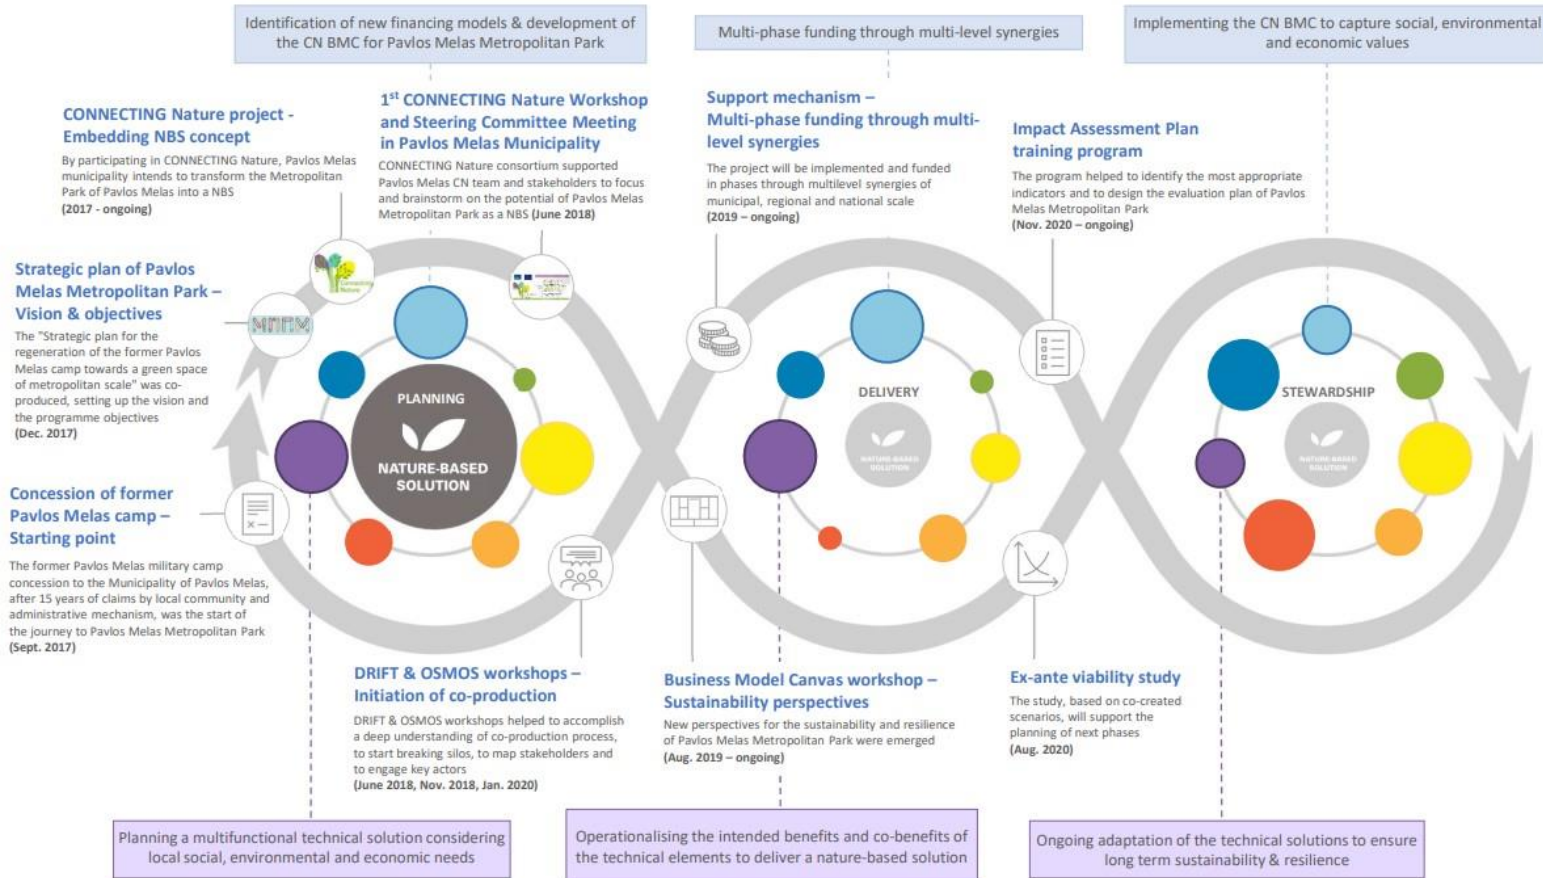 Identification of new financing models & development of
the CN BMC for Pavlos Melas Metropolitan Park
Multi-phase funding through multi-level synergies
Implementing the CN BMC to capture social, environmental
and economic values
CONNECTING Nature project -
Embedding NBS concept
By participating in CONNECTING Nature, Pavlos Melas
municipality intends to transform the Metropolitan
Park of Pavlos Melas into a NBS
(2017 - ongoing)
1st CONNECTING Nature Workshop
and Steering Committee Meeting
in Pavlos Melas Municipality
CONNECTING Nature consortium supported
Pavlos Melas CN team and stakeholders to focus
and brainstorm on the potential of Pavlos Melas
Metropolitan Park as a NBS (June 2018)
Support mechanism –
Multi-phase funding through multi-
level synergies
The project will be implemented and funded
in phases through multilevel synergies of
municipal, regional and national scale
(2019 – ongoing)
Impact Assessment Plan
training program
The program helped to identify the most appropriate
indicators and to design the evaluation plan of Pavlos
Melas Metropolitan Park
(Nov. 2020 – ongoing)
Strategic plan of Pavlos
Melas Metropolitan Park –
Vision & objectives
The "Strategic plan for the
regeneration of the former Pavlos
Melas camp towards a green space
of metropolitan scale" was co-
produced, setting up the vision and
the programme objectives
(Dec. 2017)
Connecting
Nature
ΜΠΠΜ
PLANNING
NATURE-BASED
SOLUTION
DELIVERY
NATURE-BASED
SOLUTION
STEWARDSHIP
NATURE-BASED
SOLUTION
Concession of former
Pavlos Melas camp –
Starting point
The former Pavlos Melas military camp
concession to the Municipality of Pavlos Melas,
after 15 years of claims by local community and
administrative mechanism, was the start of
the journey to Pavlos Melas Metropolitan Park
(Sept. 2017)
DRIFT & OSMOS workshops –
Initiation of co-production
DRIFT & OSMOS workshops helped to accomplish
a deep understanding of co-production process,
to start breaking silos, to map stakeholders and
to engage key actors
(June 2018, Nov. 2018, Jan. 2020)
Business Model Canvas workshop –
Sustainability perspectives
New perspectives for the sustainability and resilience
of Pavlos Melas Metropolitan Park were emerged
(Aug. 2019 – ongoing)
Ex-ante viability study
The study, based on co-created
scenarios, will support the
planning of next phases
(Aug. 2020)
Planning a multifunctional technical solution considering
local social, environmental and economic needs
Operationalising the intended benefits and co-benefits of
the technical elements to deliver a nature-based solution
Ongoing adaptation of the technical solutions to ensure
long term sustainability & resilience